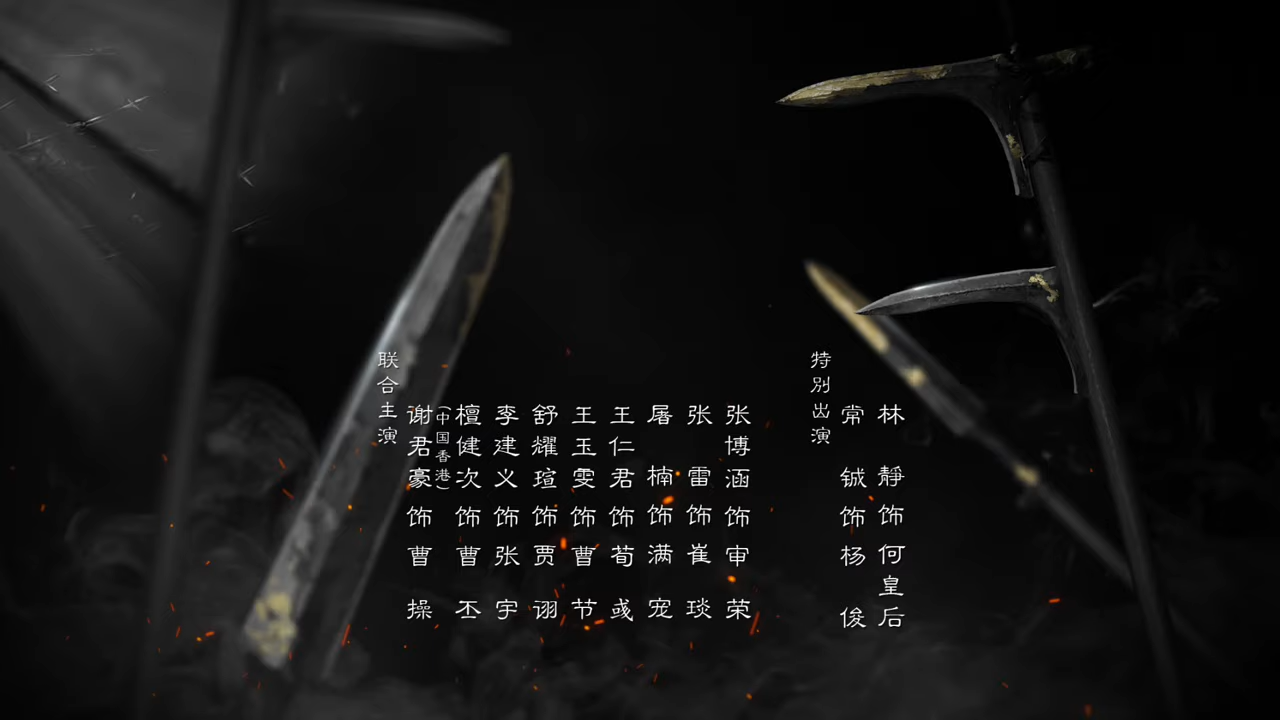 联合主演
谢君豪(中国香港) 饰 曹操
檀健次 饰 曹丕
李建义 饰 张宇
舒耀瑄 饰 贾诩
王玉雯 饰 曹节
王仁君 饰 荀彧
屠楠 饰 满宠
张雷 饰 崔琰
张博涵 饰 审荣
特別出演
常铖 饰 杨俊
林靜 饰 何皇后